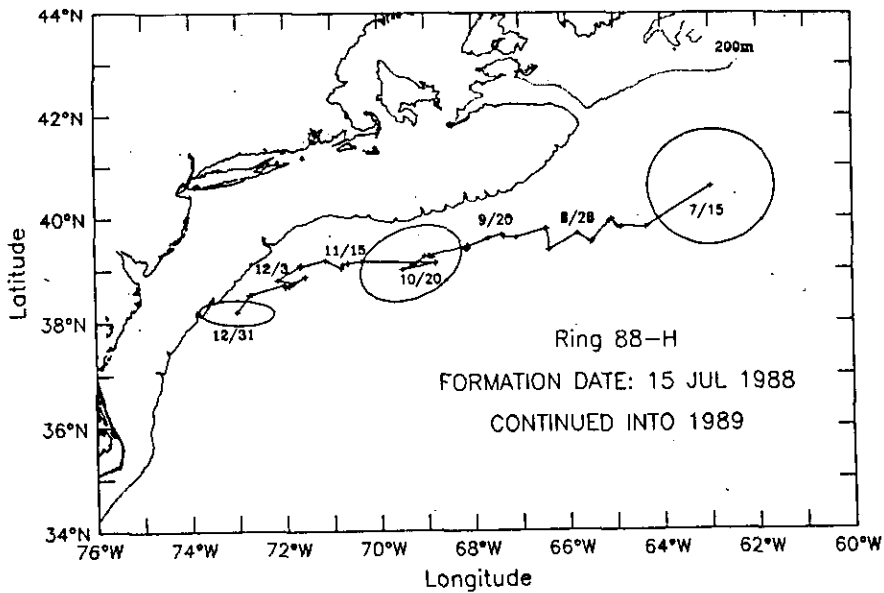 44°N
42°N
40°N
38°N
36°N
34°N
Latitude
200m
7/15
8/28
9/20
10/20
11/15
12/3
12/31
Ring 88-H
FORMATION DATE: 15 JUL 1988
CONTINUED INTO 1989
76°W 74°W 72°W 70°W 68°W 66°W 64°W 62°W 60°W
Longitude